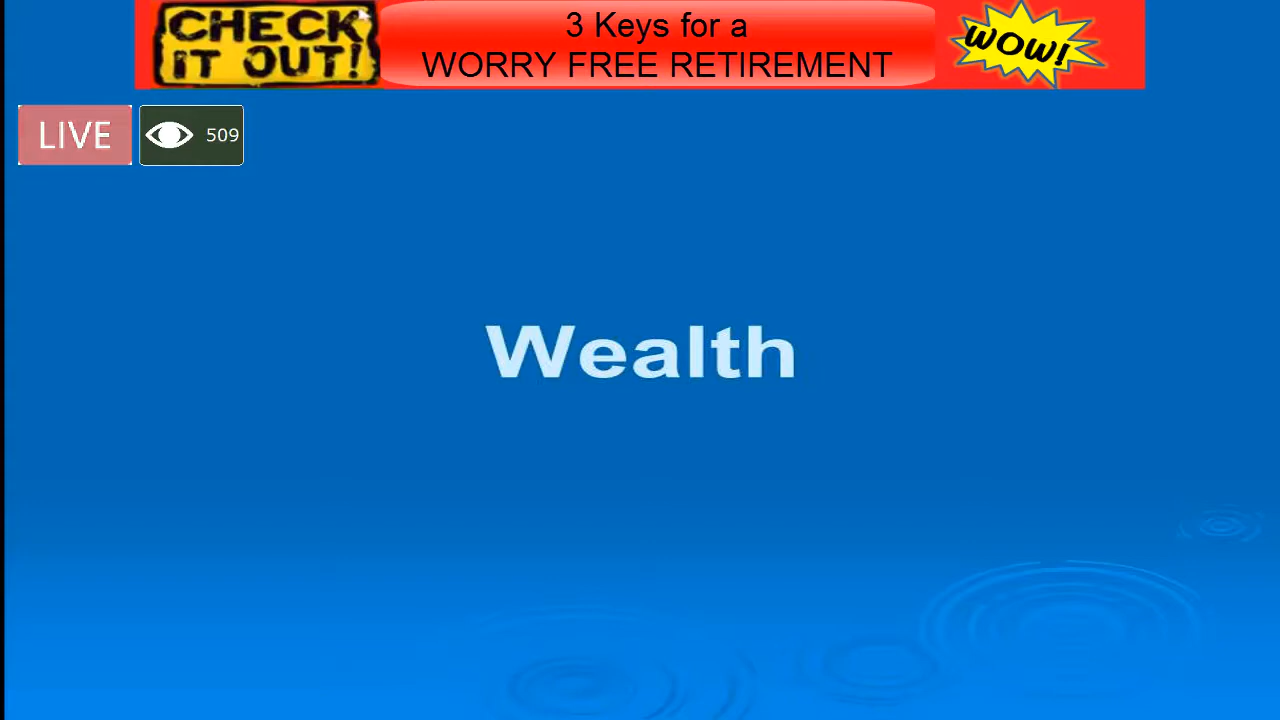 CHECK
IT OUT!
3 Keys for a
WORRY FREE RETIREMENT
WOW!
LIVE
509
Wealth